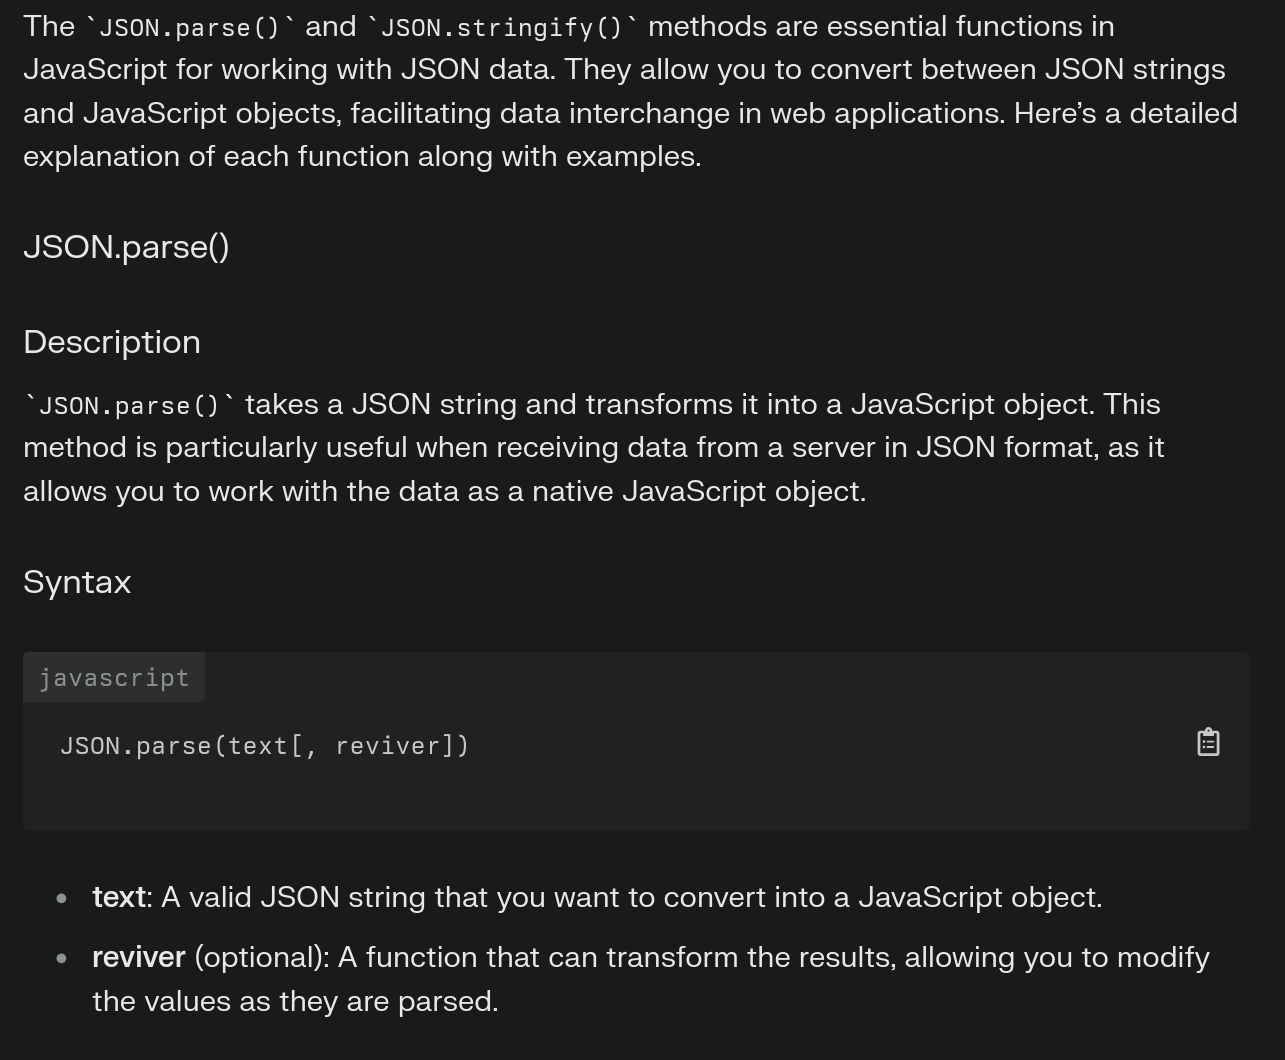 The `JSON.parse()` and `JSON.stringify()` methods are essential functions in
JavaScript for working with JSON data. They allow you to convert between JSON strings
and JavaScript objects, facilitating data interchange in web applications. Here’s a detailed
explanation of each function along with examples.
JSON.parse()
Description
`JSON.parse()` takes a JSON string and transforms it into a JavaScript object. This
method is particularly useful when receiving data from a server in JSON format, as it
allows you to work with the data as a native JavaScript object.
Syntax
javascript
JSON.parse(text[, reviver])
• text: A valid JSON string that you want to convert into a JavaScript object.
• reviver (optional): A function that can transform the results, allowing you to modify
the values as they are parsed.